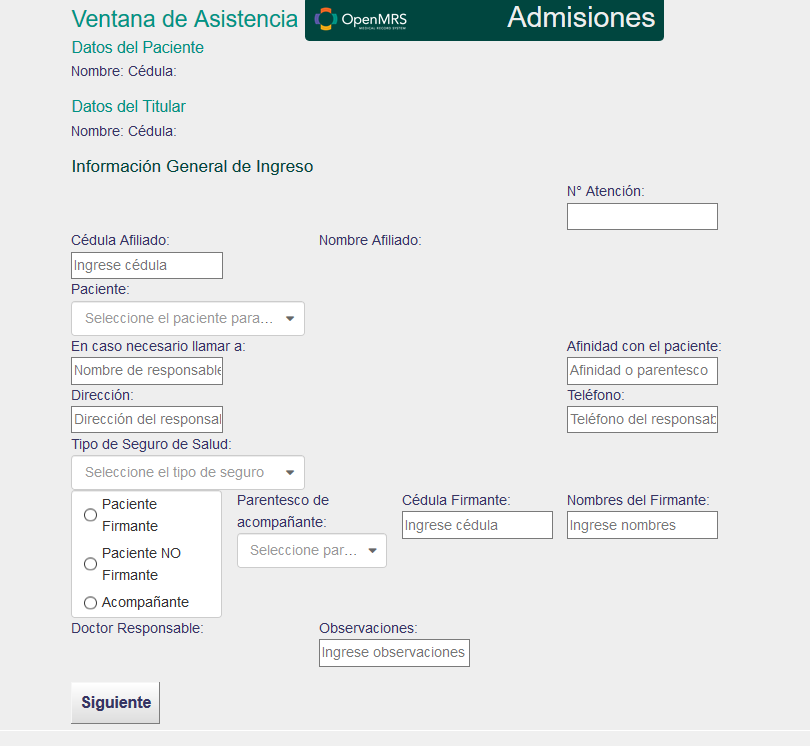 Ventana de Asistencia
OpenMRS
MEDICAL RECORD SYSTEM
Admisiones
Datos del Paciente
Nombre: Cédula:
Datos del Titular
Nombre: Cédula:
Información General de Ingreso
N° Atención:
Cédula Afiliado:
Nombre Afiliado:
Ingrese cédula
Paciente:
Seleccione el paciente para...
En caso necesario llamar a:
Afinidad con el paciente:
Nombre de responsable
Afinidad o parentesco
Dirección:
Teléfono:
Dirección del responsal
Teléfono del responsab
Tipo de Seguro de Salud:
Seleccione el tipo de seguro
Paciente
Firmante
Paciente NO
Firmante
Acompañante
Parentesco de
acompañante:
Seleccione par...
Cédula Firmante:
Ingrese cédula
Nombres del Firmante:
Ingrese nombres
Doctor Responsable:
Observaciones:
Ingrese observaciones
Siguiente